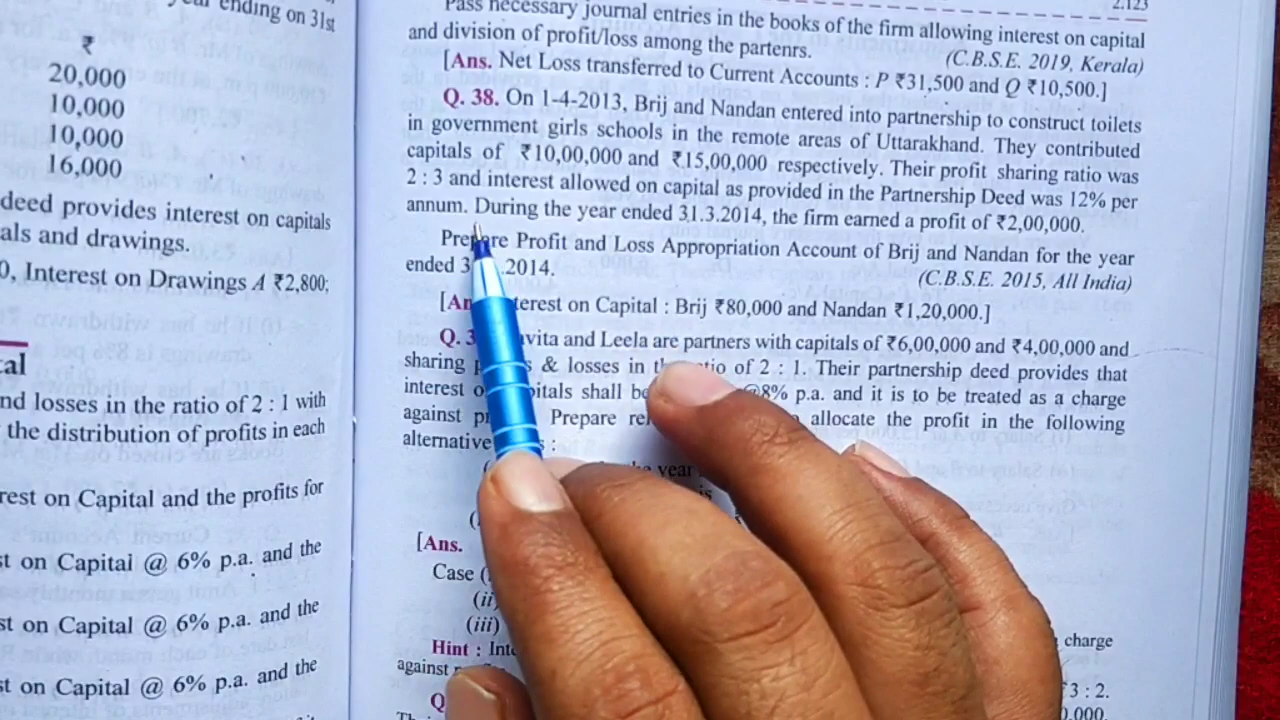 ending on 31st
₹
20,000
10,000
10,000
16,000
deed provides interest on capitals
als and drawings.
0, Interest on Drawings A ₹2,800;
tal
nd losses in the ratio of 2 : 1 with
the distribution of profits in each
rest on Capital and the profits for
st on Capital @ 6% p.a. and the
st on Capital @ 6% p.a. and the
st on Capital @ 6% p.a. and the
2.123
Pass necessary journal entries in the books of the firm allowing interest on capital
and division of profit/loss among the partenrs.
(C.B.S.E. 2019, Kerala)
[Ans. Net Loss transferred to Current Accounts : P ₹31,500 and Q ₹10,500.]
Q. 38. On 1-4-2013, Brij and Nandan entered into partnership to construct toilets
in government girls schools in the remote areas of Uttarakhand. They contributed
capitals of ₹10,00,000 and ₹15,00,000 respectively. Their profit sharing ratio was
2 : 3 and interest allowed on capital as provided in the Partnership Deed was 12% per
annum. During the year ended 31.3.2014, the firm earned a profit of ₹2,00,000.
Prepare Profit and Loss Appropriation Account of Brij and Nandan for the year
ended 3 .2014.
(C.B.S.E. 2015, All India)
[An terest on Capital : Brij ₹80,000 and Nandan ₹1,20,000.]
Q. 3 vita and Leela are partners with capitals of ₹6,00,000 and ₹4,00,000 and
sharing p s & losses in th tio of 2 : 1. Their partnership deed provides that
interest o pitals shall be @8% p.a. and it is to be treated as a charge
against pr Prepare rel allocate the profit in the following
alternative s :
he year
is
[Ans.
Case (
(ii)
(iii)
Hint : Inte charge
against
Q f 3 : 2.
Th 0,000.